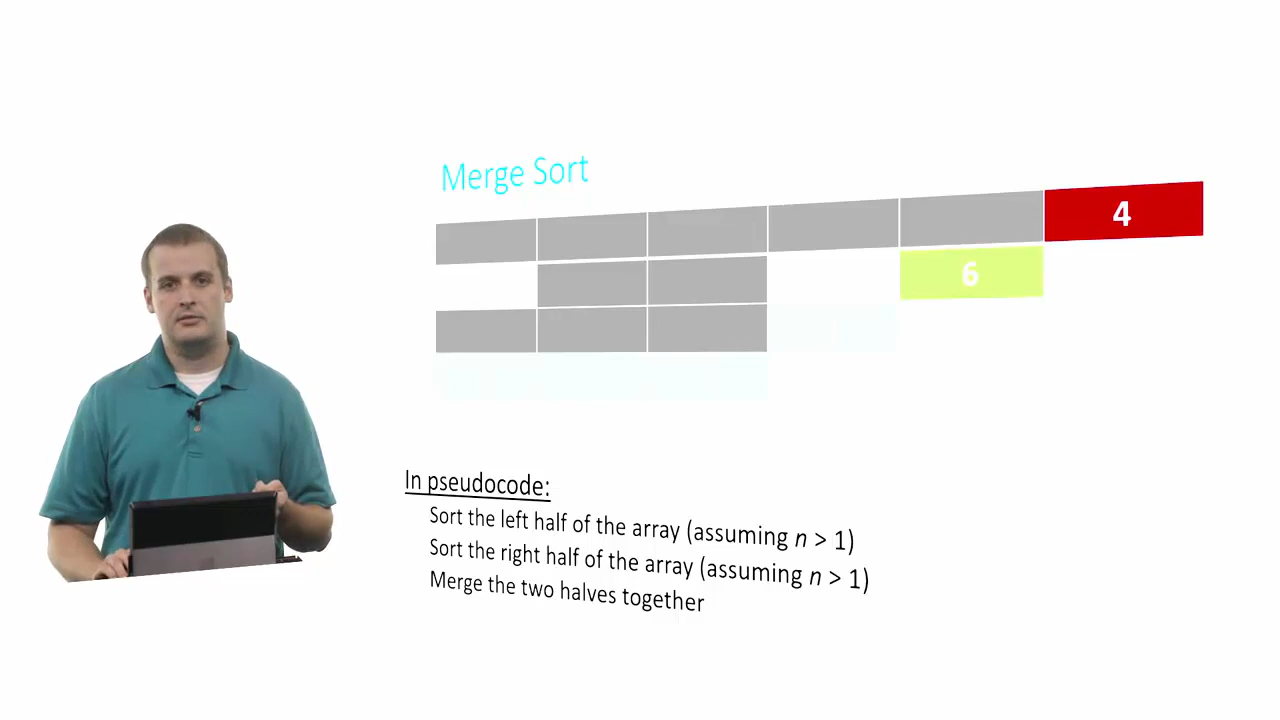 Merge Sort
4
6
In pseudocode:
Sort the left half of the array (assuming n > 1)
Sort the right half of the array (assuming n > 1)
Merge the two halves together